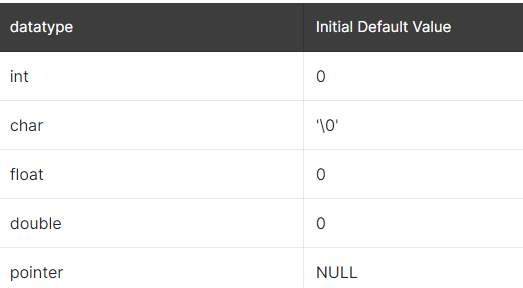 datatype Initial Default Value
int 0
char '\0'
float 0
double 0
pointer NULL